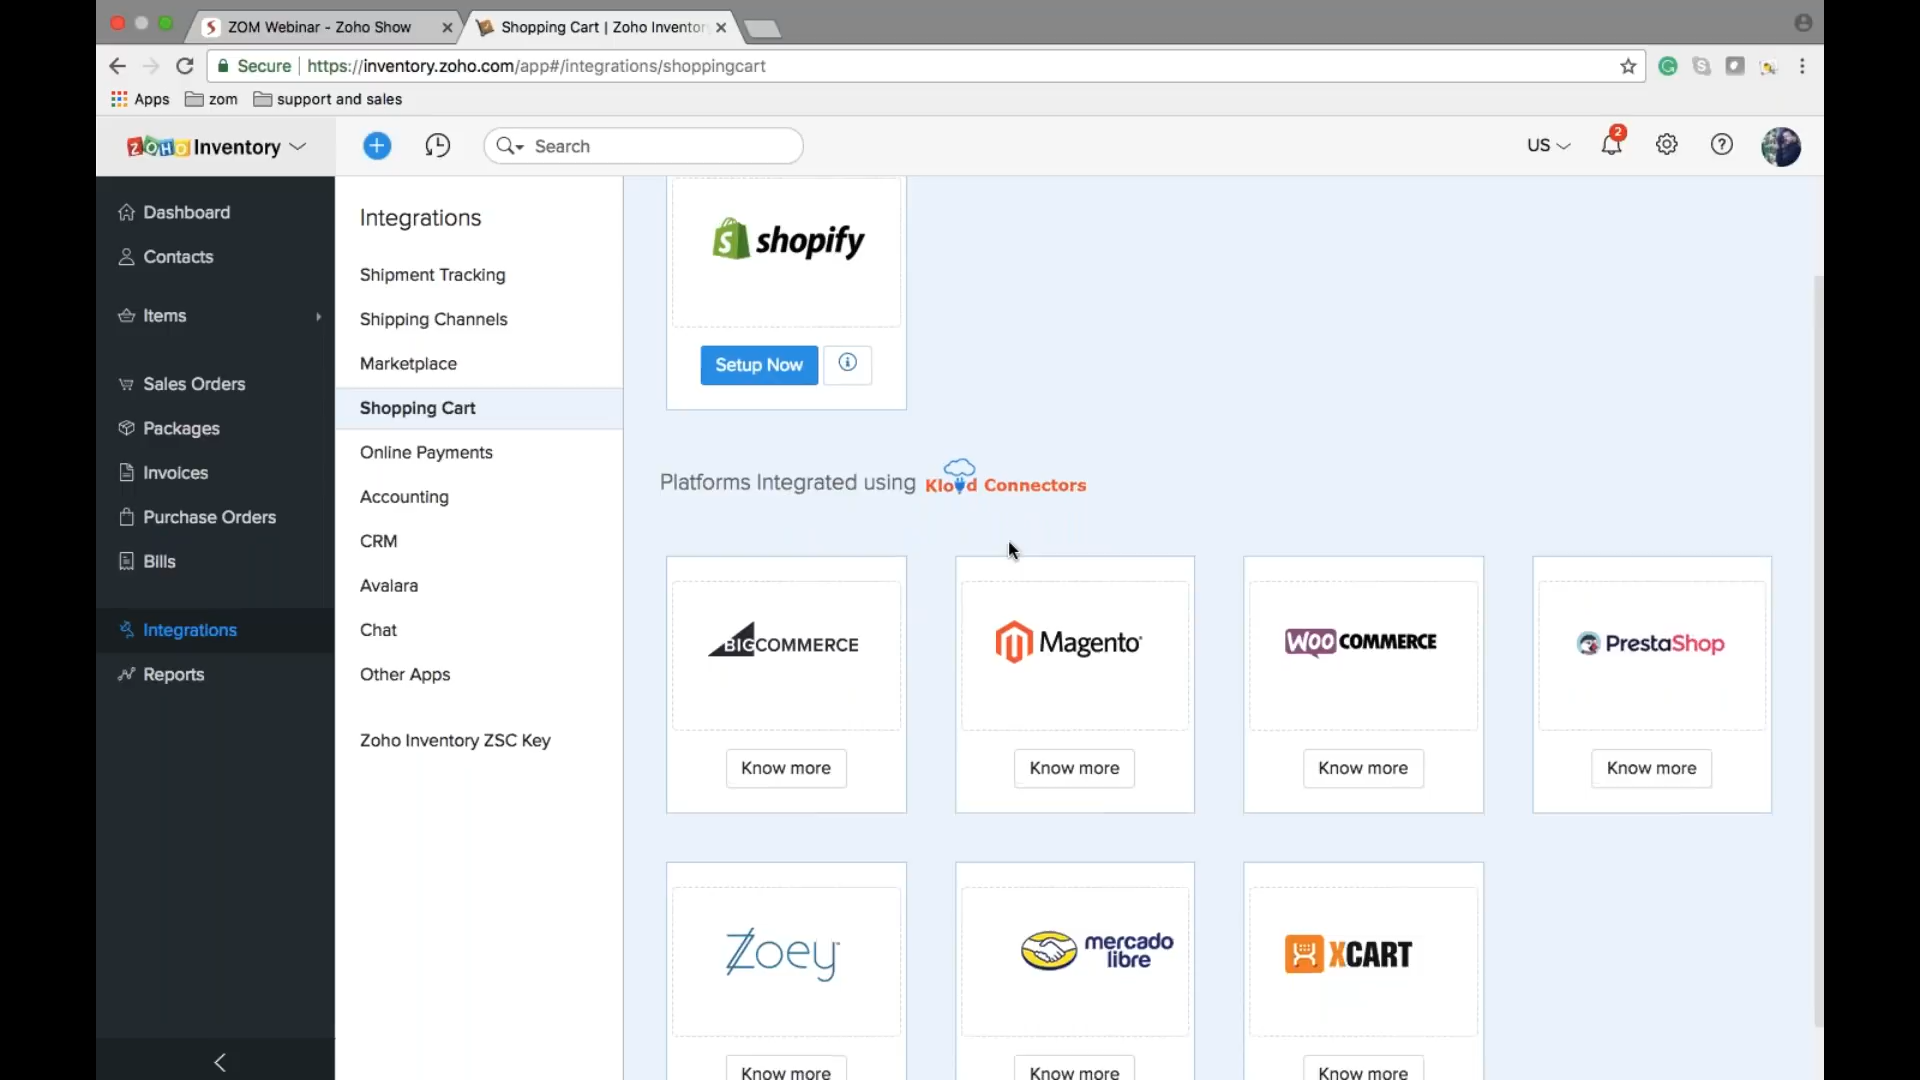 ZOM Webinar - Zoho Show
Shopping Cart | Zoho Inventor
Secure
https://inventory.zoho.com/app#/integrations/shoppingcart
Apps
zom
support and sales
ZOHO Inventory
Search
US
2
Dashboard
Contacts
Items
Sales Orders
Packages
Invoices
Purchase Orders
Bills
Integrations
Reports
Integrations
Shipment Tracking
Shipping Channels
Marketplace
Shopping Cart
Online Payments
Accounting
CRM
Avalara
Chat
Other Apps
Zoho Inventory ZSC Key
shopify
Setup Now
Platforms Integrated using Kloud Connectors
BIGCOMMERCE
Magento
WOO COMMERCE
PrestaShop
Know more
Know more
Know more
Know more
Zoey
mercado
libre
XCART
Know more
Know more
Know more